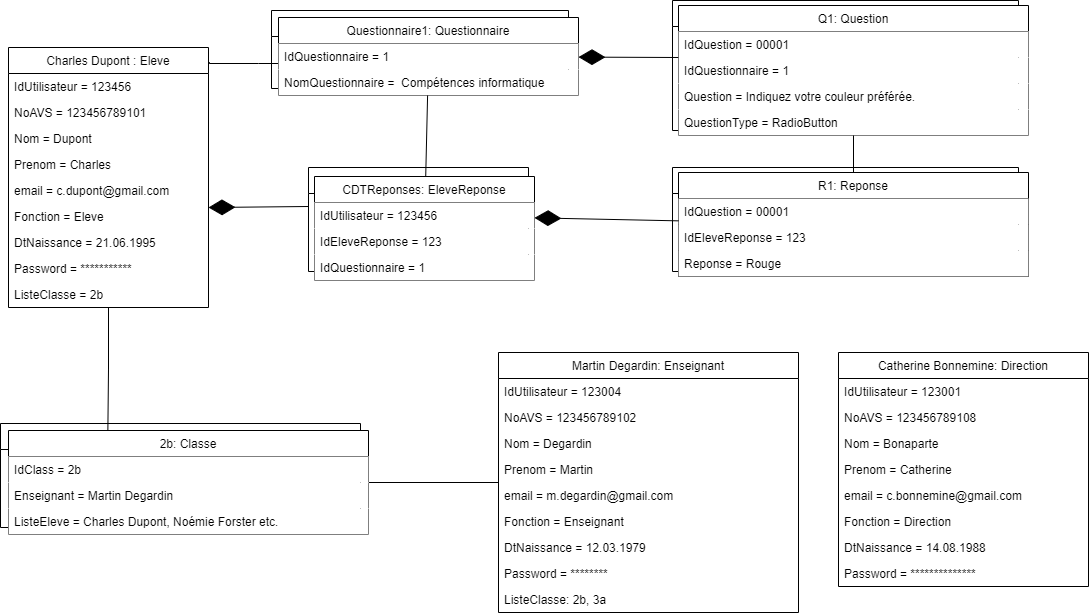 Charles Dupont : Eleve
IdUtilisateur = 123456
NoAVS = 123456789101
Nom = Dupont
Prenom = Charles
email = c.dupont@gmail.com
Fonction = Eleve
DtNaissance = 21.06.1995
Password = ***********
ListeClasse = 2b
Questionnaire1: Questionnaire
IdQuestionnaire = 1
NomQuestionnaire =  Compétences informatique
Q1: Question
IdQuestion = 00001
IdQuestionnaire = 1
Question = Indiquez votre couleur préférée.
QuestionType = RadioButton
CDTReponses: EleveReponse
IdUtilisateur = 123456
IdEleveReponse = 123
IdQuestionnaire = 1
R1: Reponse
IdQuestion = 00001
IdEleveReponse = 123
Reponse = Rouge
2b: Classe
IdClass = 2b
Enseignant = Martin Degardin
ListeEleve = Charles Dupont, Noémie Forster etc.
Martin Degardin: Enseignant
IdUtilisateur = 123004
NoAVS = 123456789102
Nom = Degardin
Prenom = Martin
email = m.degardin@gmail.com
Fonction = Enseignant
DtNaissance = 12.03.1979
Password = ********
ListeClasse: 2b, 3a
Catherine Bonnemine: Direction
IdUtilisateur = 123001
NoAVS = 123456789108
Nom = Bonaparte
Prenom = Catherine
email = c.bonnemine@gmail.com
Fonction = Direction
DtNaissance = 14.08.1988
Password = **************